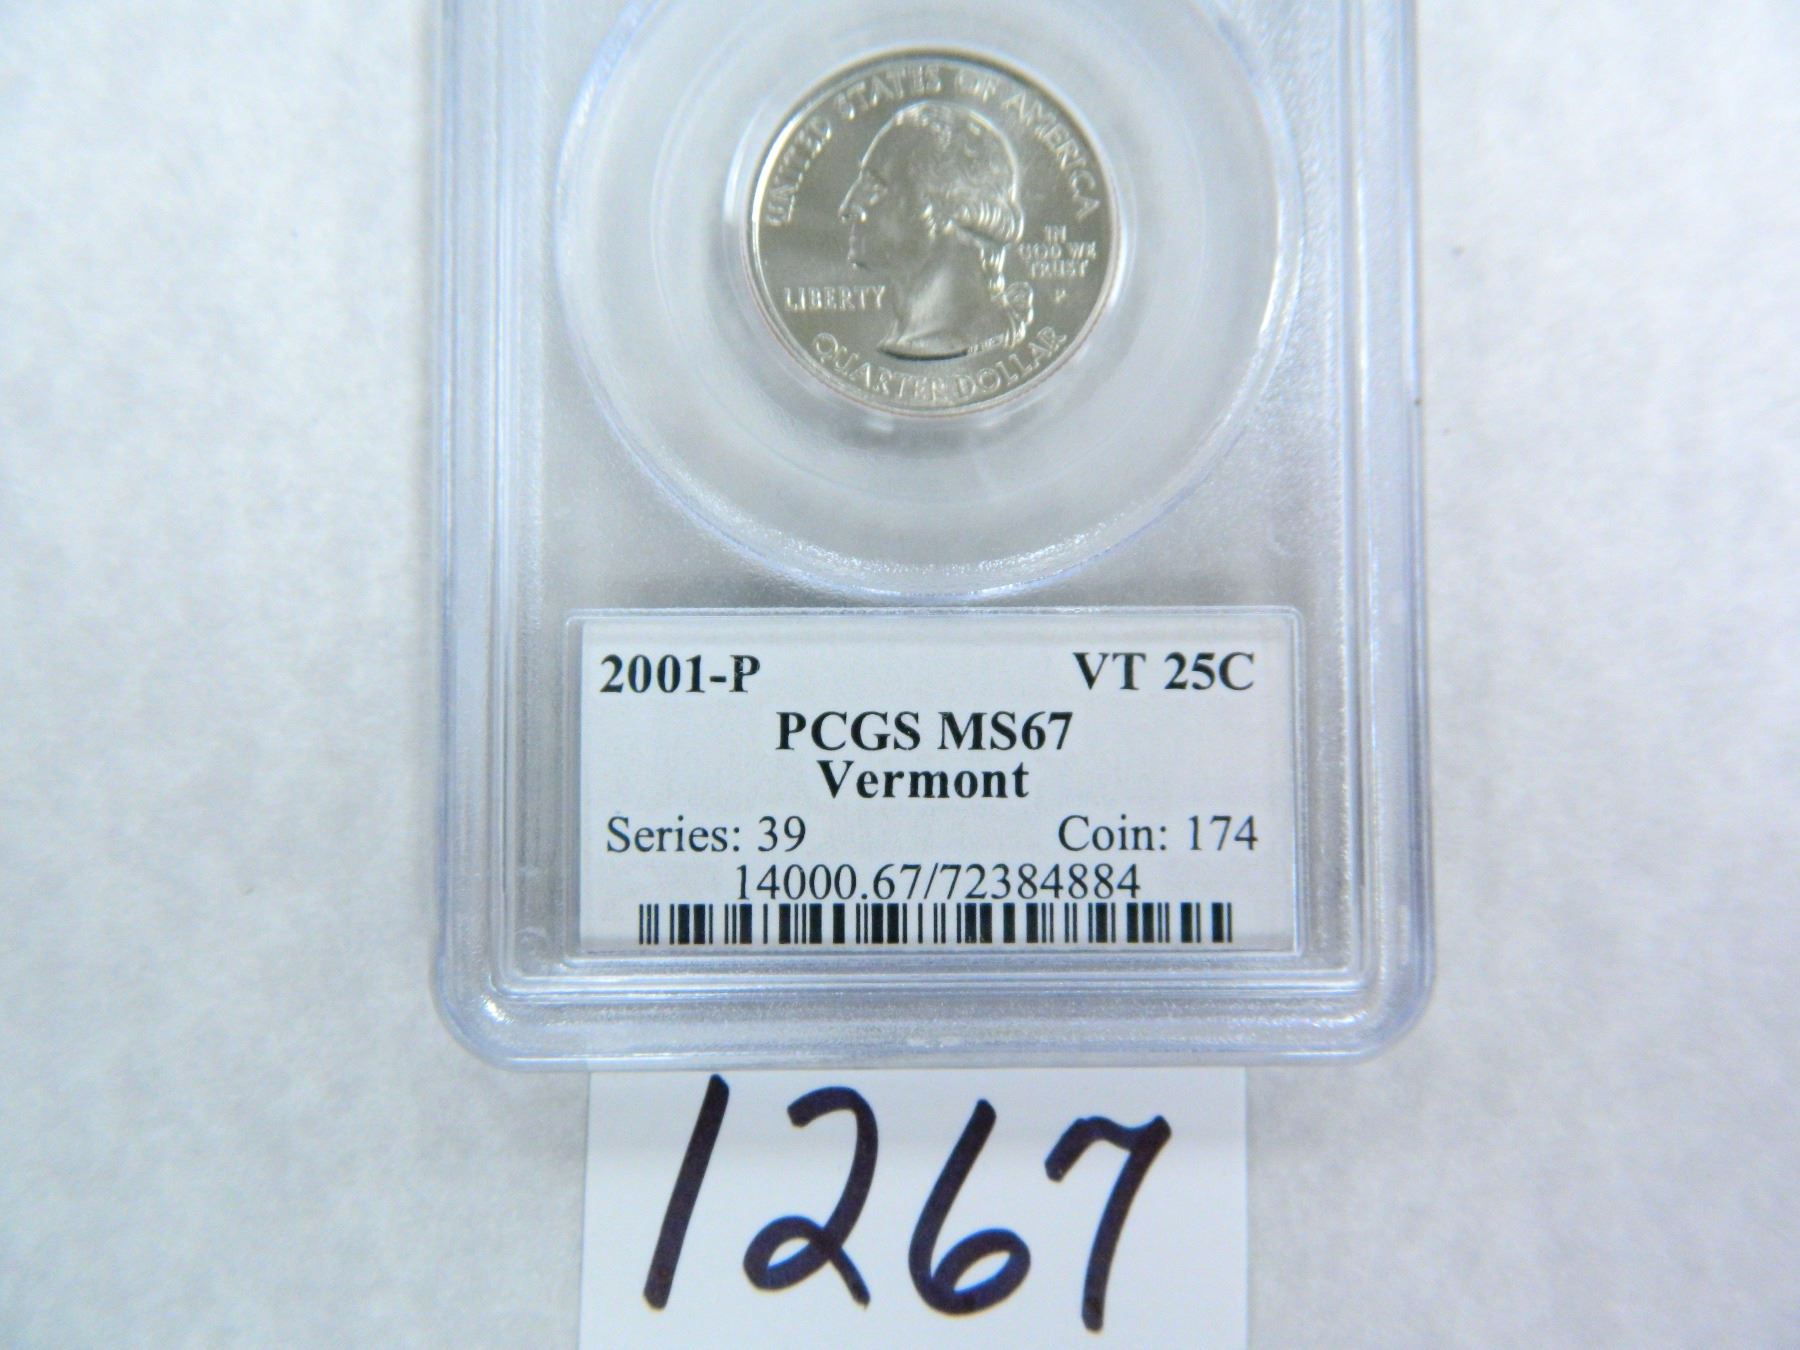 UNITED STATES OF AMERICA
IN
GOD WE
TRUST
P
LIBERTY
QUARTER DOLLAR
2001-P VT 25C
PCGS MS67
Vermont
Series: 39 Coin: 174
14000.67/72384884
1267